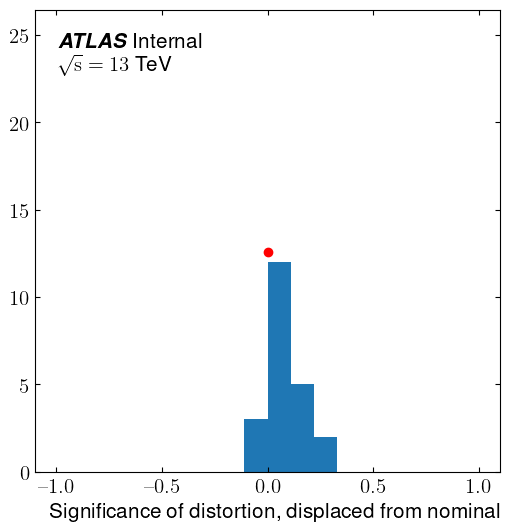 ATLAS Internal
√s = 13 TeV
25
20
15
10
5
0
−1.0 −0.5 0.0 0.5 1.0
Significance of distortion, displaced from nominal